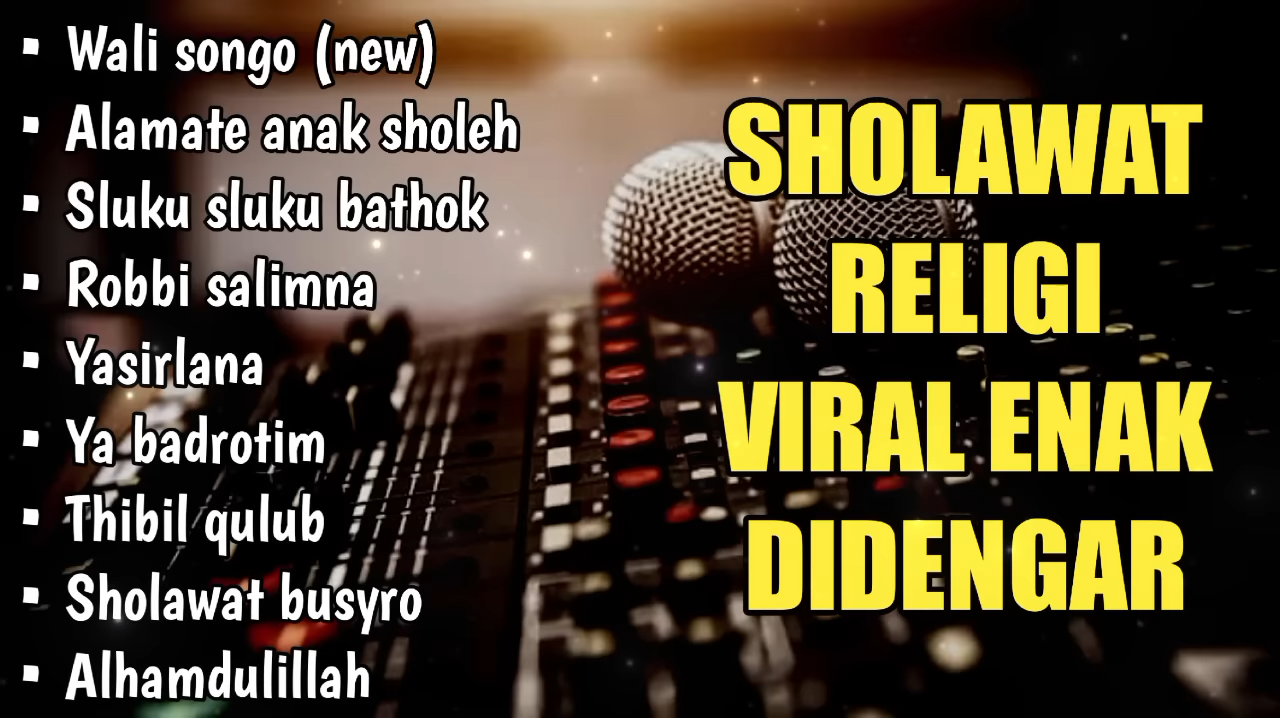 Wali songo (new)
Alamate anak sholeh
Sluku sluku bathok
Robbi salimna
Yasirlana
Ya badrotim
Thibil qulub
Sholawat busyro
Alhamdulillah
SHOLAWAT
RELIGI
VIRAL ENAK
DIDENGAR